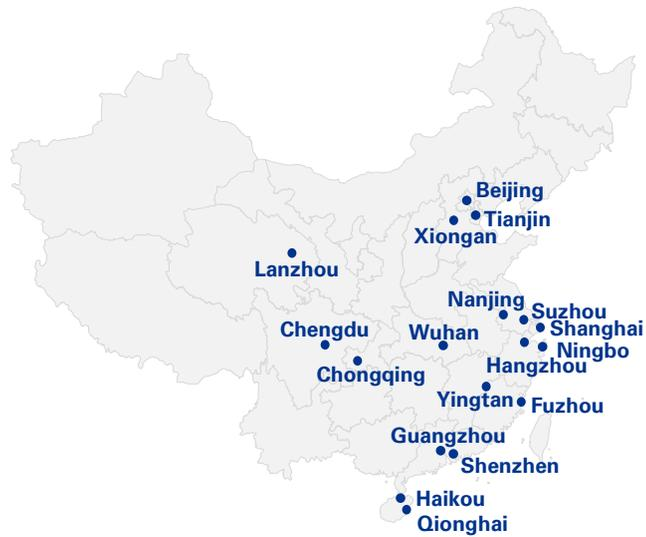 Beijing
Tianjin
Xiongan
Lanzhou
Nanjing
Suzhou
Chengdu
Wuhan
Shanghai
Ningbo
Hangzhou
Chongqing
Yingtan
Fuzhou
Guangzhou
Shenzhen
Haikou
Qionghai